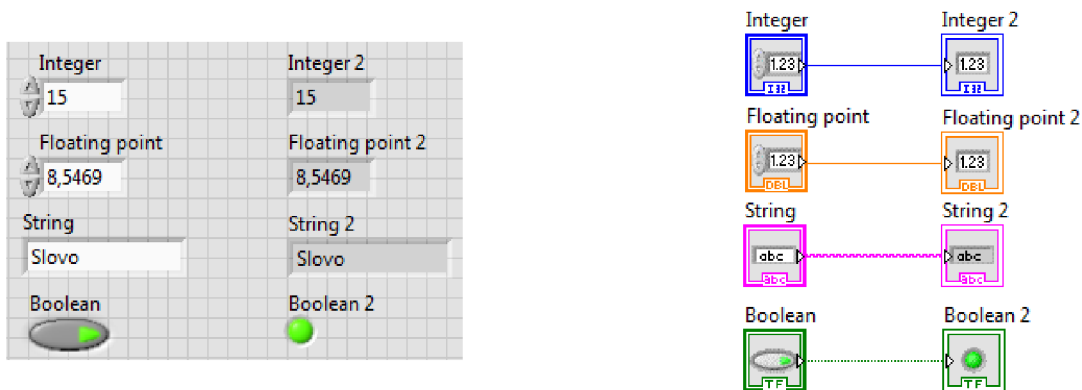 Integer
15
Integer 2
15
Floating point
8,5469
Floating point 2
8,5469
String
Slovo
String 2
Slovo
Boolean
Boolean 2
Integer
1.23
I32
Integer 2
1.23
I32
Floating point
1.23
DBL
Floating point 2
1.23
DBL
String
abc
abc
String 2
abc
abc
Boolean
TF
Boolean 2
TF